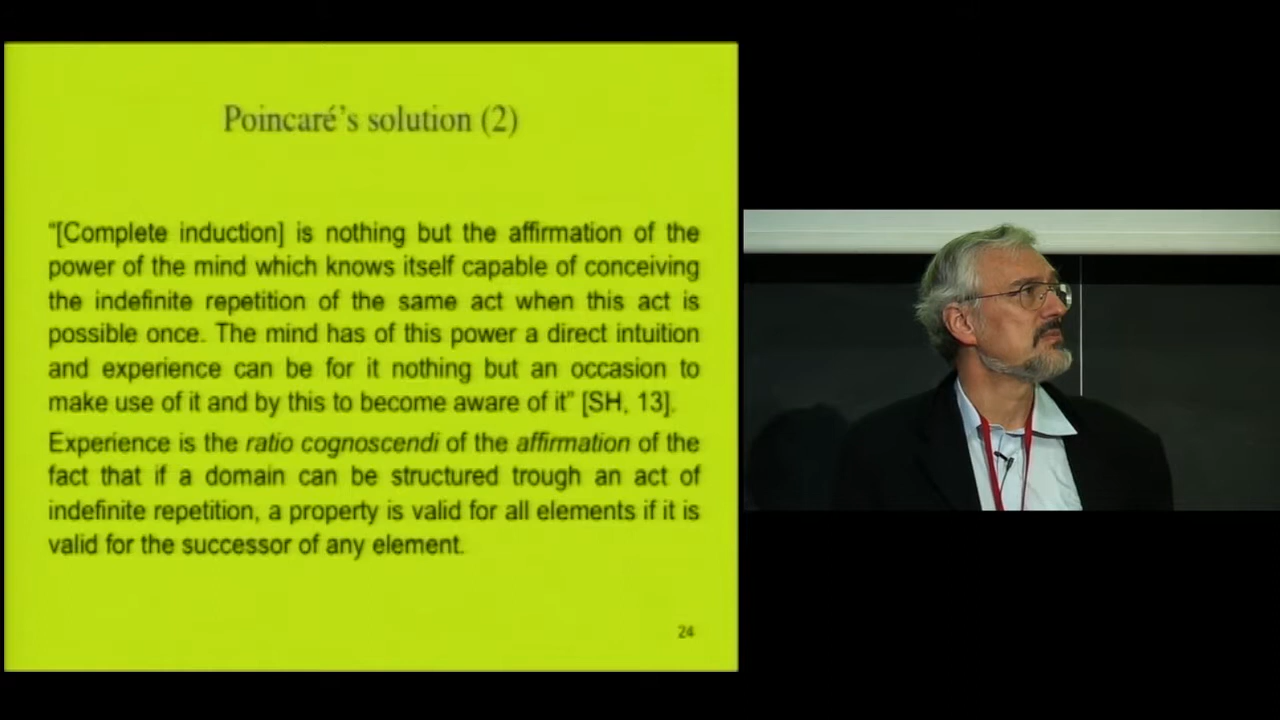 Poincaré's solution (2)
“[Complete induction] is nothing but the affirmation of the
power of the mind which knows itself capable of conceiving
the indefinite repetition of the same act when this act is
possible once. The mind has of this power a direct intuition
and experience can be for it nothing but an occasion to
make use of it and by this to become aware of it” [SH, 13].
Experience is the ratio cognoscendi of the affirmation of the
fact that if a domain can be structured trough an act of
indefinite repetition, a property is valid for all elements if it is
valid for the successor of any element.
24